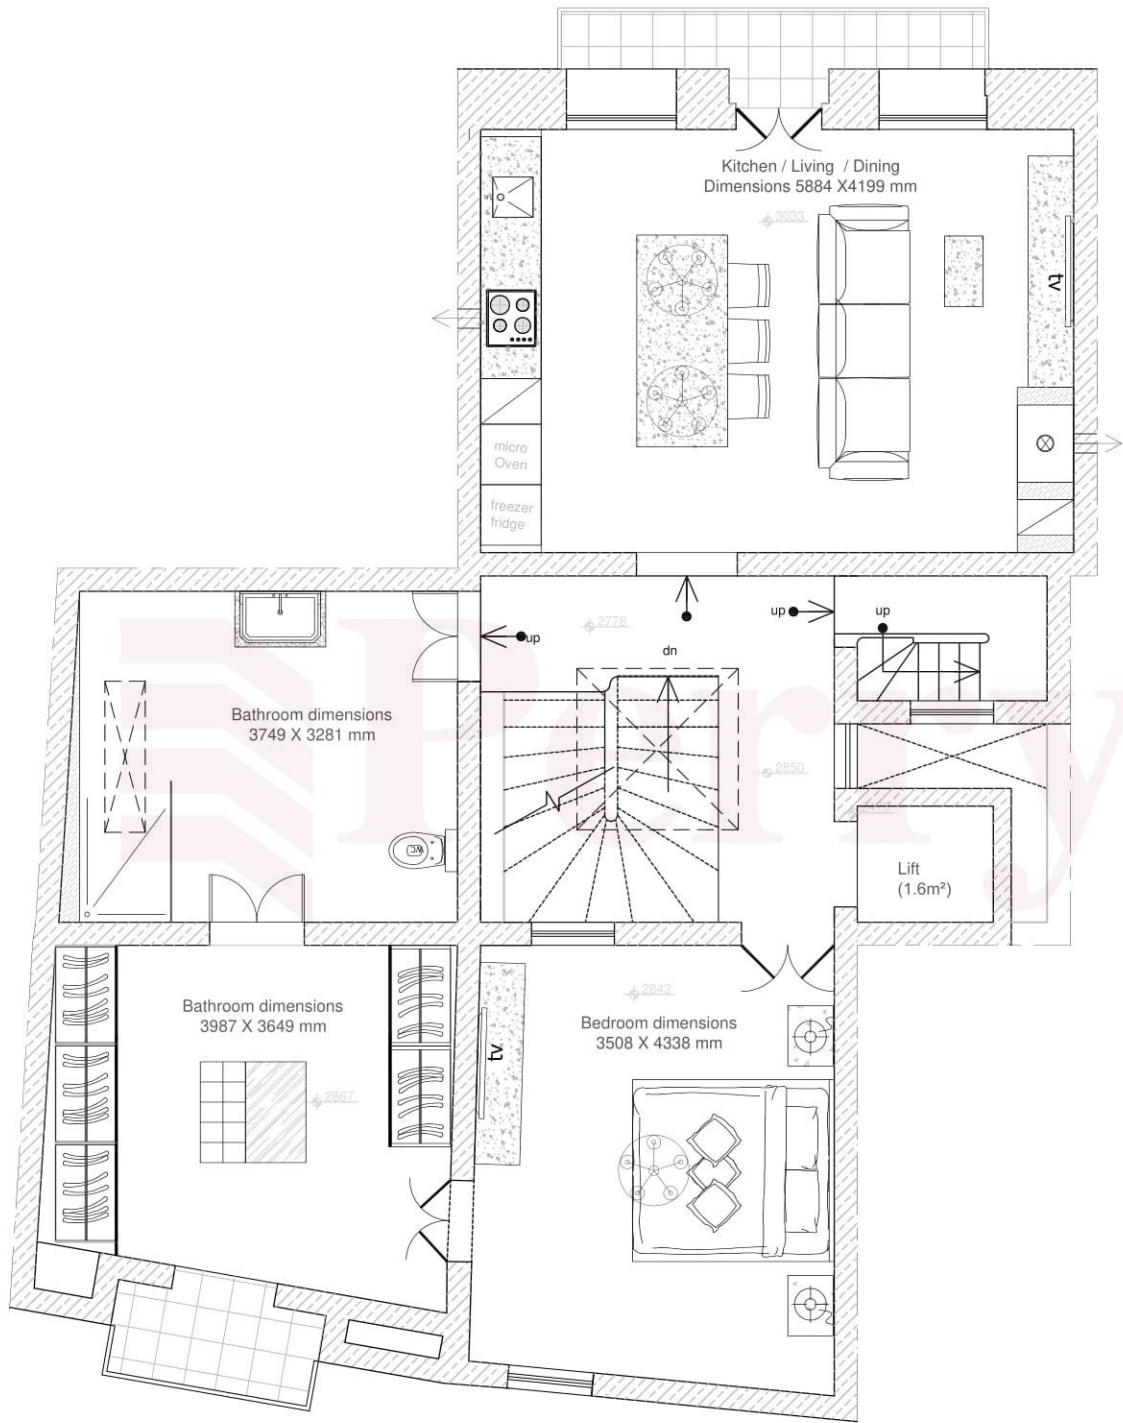 Kitchen / Living / Dining
Dimensions 5884 X4199 mm
3033
tv
micro
Oven
freezer
fridge
up
2778
up
up
dn
Bathroom dimensions
3749 X 3281 mm
Perry
2850
WC
Lift
(1.6m²)
2843
Bathroom dimensions
3987 X 3649 mm
Bedroom dimensions
3508 X 4338 mm
tv
2867